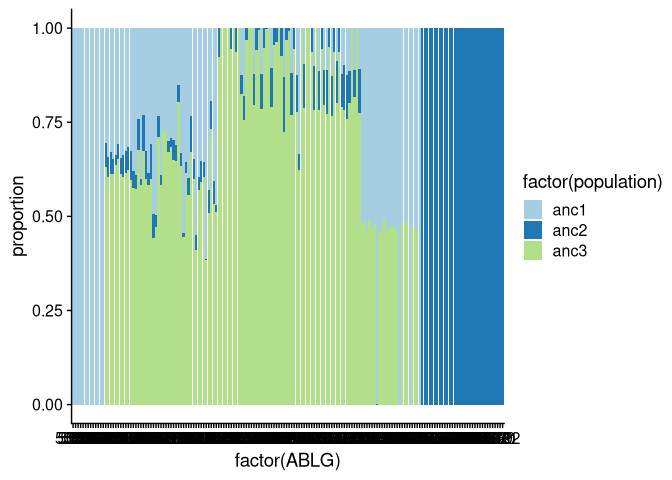 1.00
0.75
0.50
0.25
0.00
proportion
factor(ABLG)
factor(population)
anc1
anc2
anc3